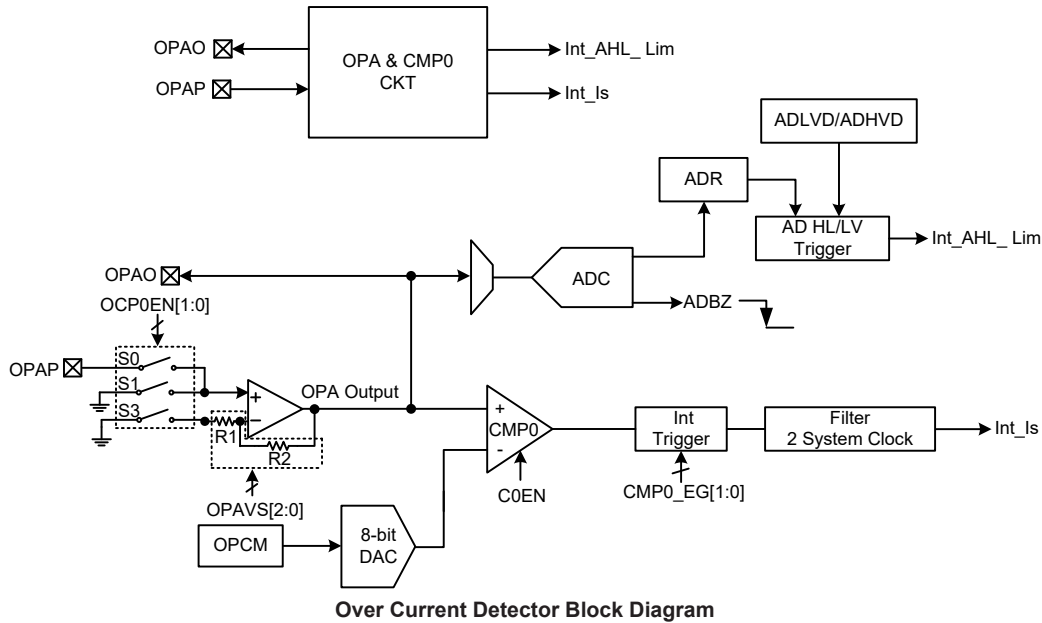 OPAO
OPAP
OPA & CMP0
CKT
Int_AHL_ Lim
Int_Is
ADLVD/ADHVD
ADR
AD HL/LV
Trigger
Int_AHL_ Lim
OPAO
ADC
ADBZ
OCP0EN[1:0]
OPAP
S0
S1
S3
+
−
R1
R2
OPA Output
OPAVS[2:0]
+
CMP0
-
C0EN
Int
Trigger
CMP0_EG[1:0]
Filter
2 System Clock
Int_Is
OPCM
8-bit
DAC
Over Current Detector Block Diagram